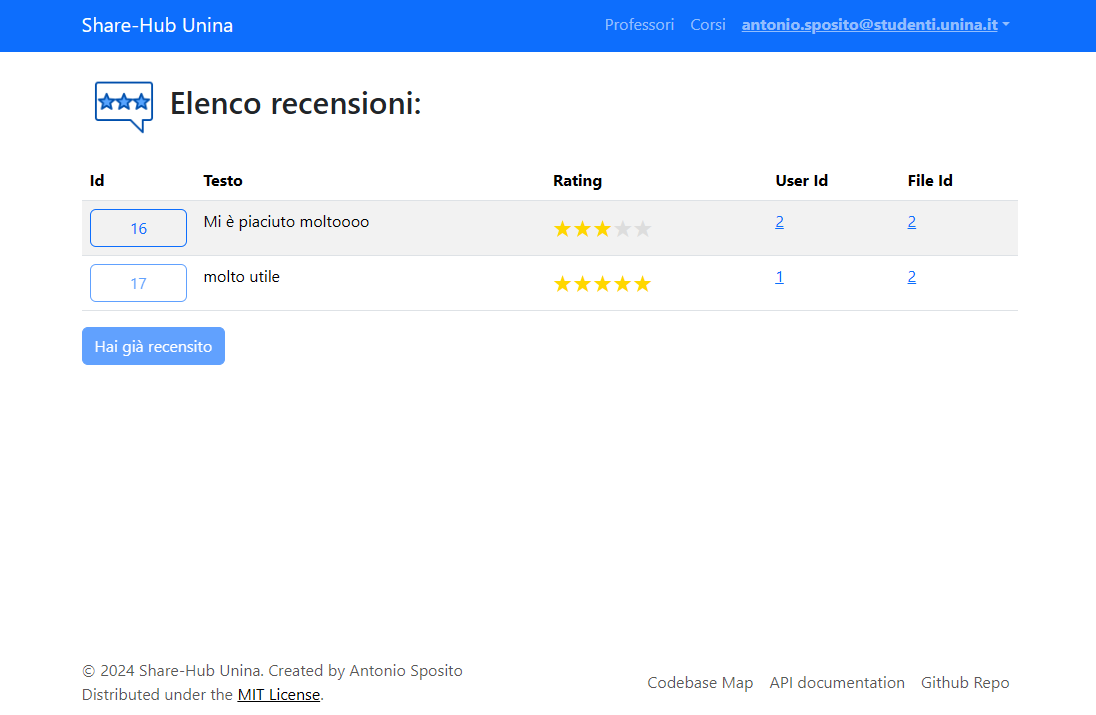 Share-Hub Unina Professori Corsi antonio.sposito@studenti.unina.it
Elenco recensioni:
Id Testo Rating User Id File Id
16 Mi è piaciuto moltoooo 2 2
17 molto utile 1 2
Hai già recensito
© 2024 Share-Hub Unina. Created by Antonio Sposito
Distributed under the MIT License.
Codebase Map API documentation Github Repo